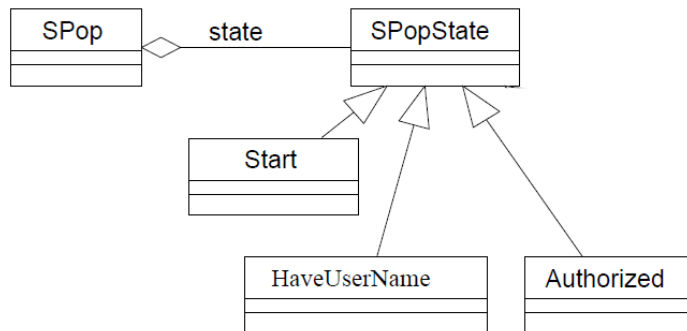 SPop
state
SPopState
Start
HaveUserName
Authorized